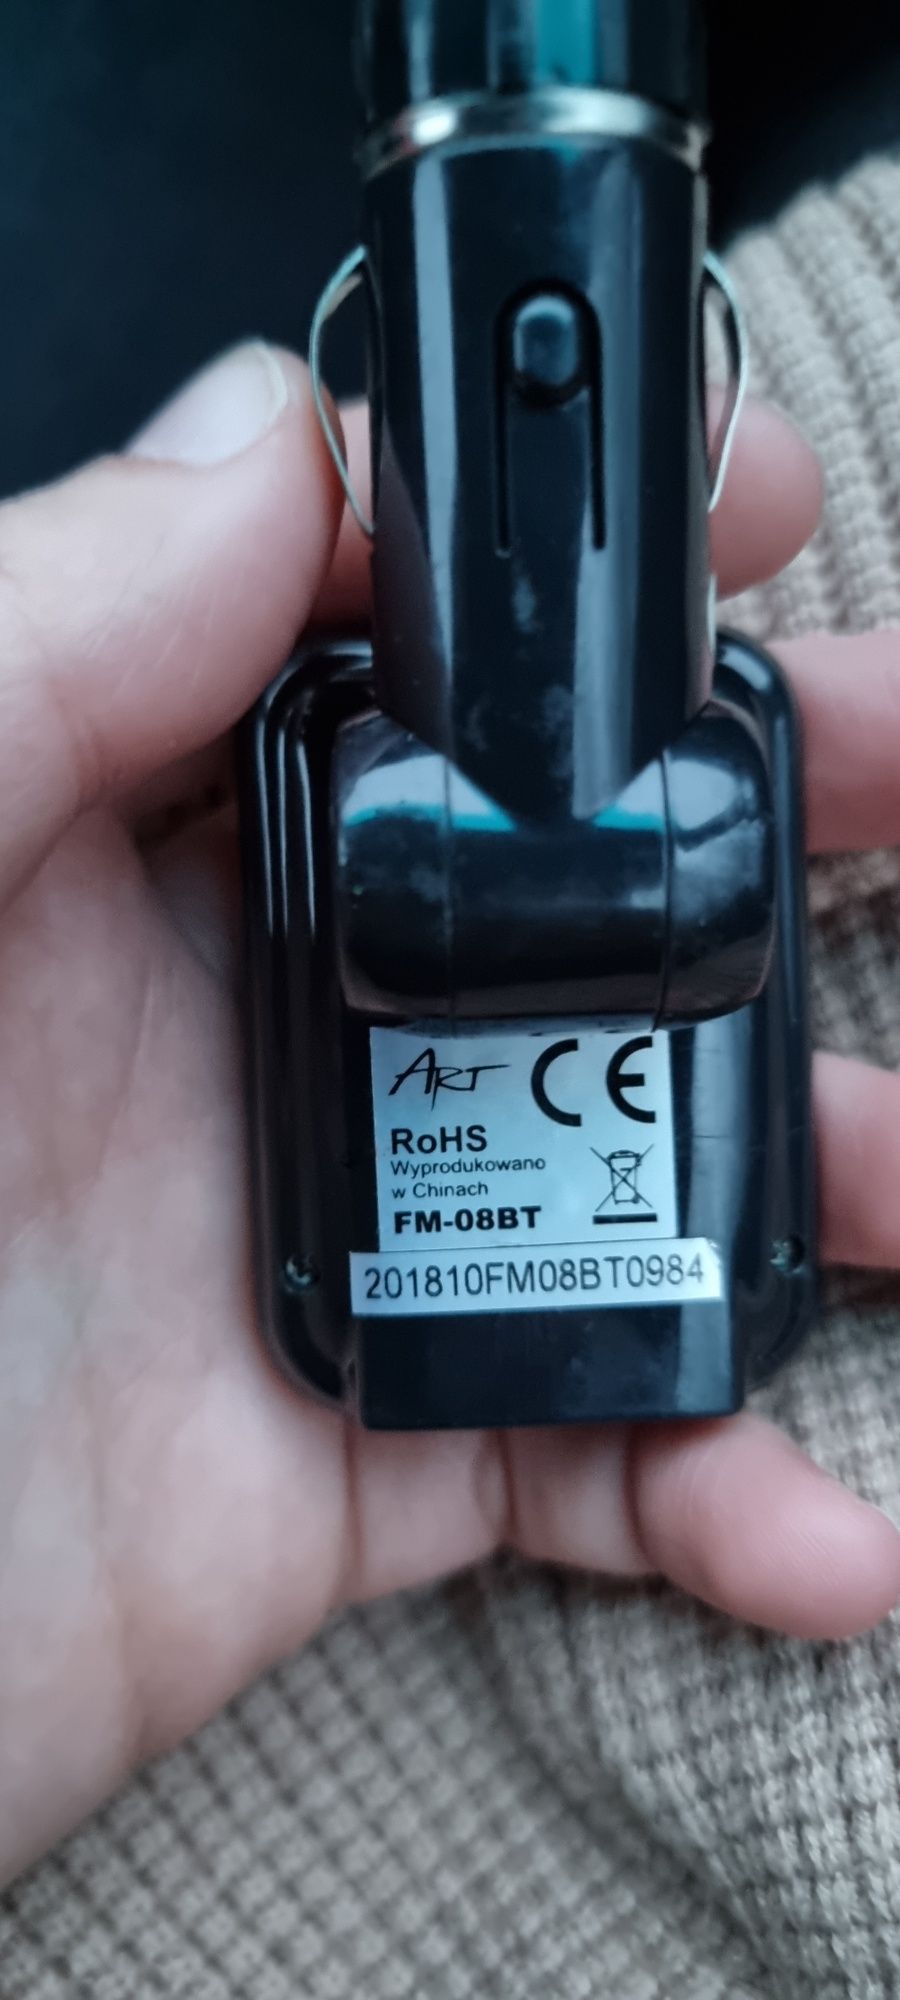 ART CE
RoHS
Wyprodukowano
w Chinach
FM-08BT
201810FM08BT0984